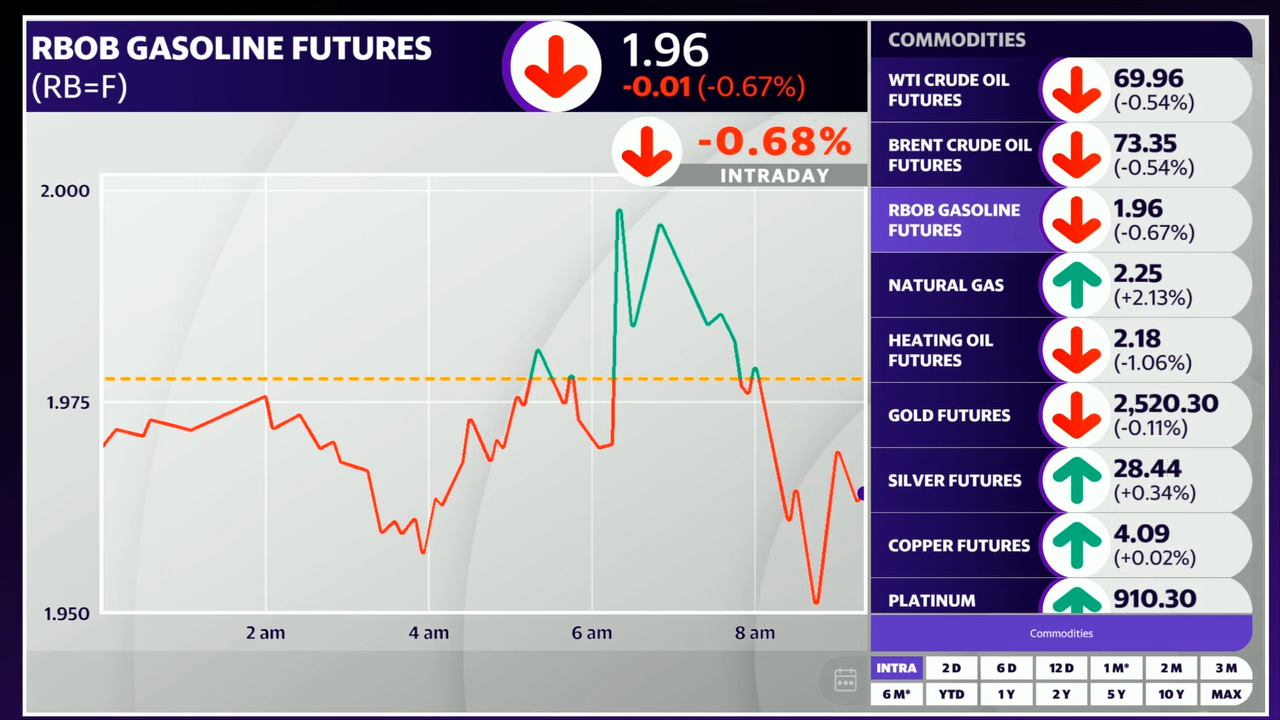 RBOB GASOLINE FUTURES
(RB=F)
1.96
-0.01 (-0.67%)
-0.68%
INTRADAY
2.000
1.975
1.950
2 am
4 am
6 am
8 am
COMMODITIES
WTI CRUDE OIL
FUTURES
69.96
(-0.54%)
BRENT CRUDE OIL
FUTURES
73.35
(-0.54%)
RBOB GASOLINE
FUTURES
1.96
(-0.67%)
NATURAL GAS
2.25
(+2.13%)
HEATING OIL
FUTURES
2.18
(-1.06%)
GOLD FUTURES
2,520.30
(-0.11%)
SILVER FUTURES
28.44
(+0.34%)
COPPER FUTURES
4.09
(+0.02%)
PLATINUM
910.30
Commodities
INTRA 2 D 6 D 12 D 1 M* 2 M 3 M
6 M* YTD 1 Y 2 Y 5 Y 10 Y MAX